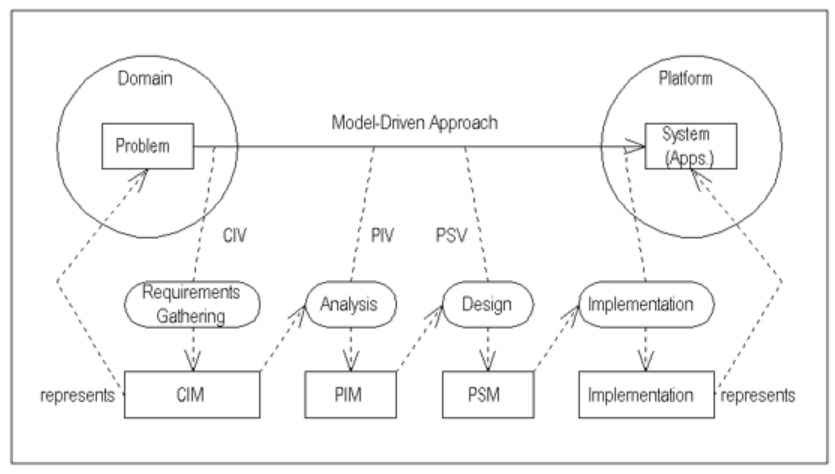 Domain
Platform
Model-Driven Approach
Problem
System
(Apps.)
CIV
PIV
PSV
Requirements
Gathering
Analysis
Design
Implementation
represents
CIM
PIM
PSM
Implementation
represents